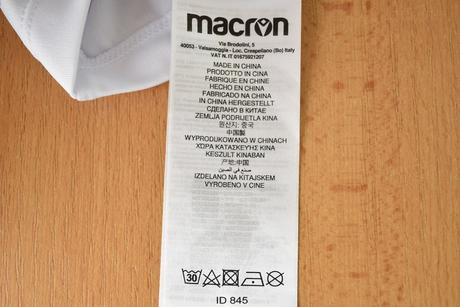 macron
Via Brodolini, 5
40053 - Valsamoggia - Loc. Crespellano (Bo) Italy
VAT N. IT 01675921207
MADE IN CHINA
PRODOTTO IN CINA
FABRIQUE EN CHINE
HECHO EN CHINA
FABRICADO NA CHINA
IN CHINA HERGESTELLT
СДЕЛАНО В КИТАЕ
ZEMLJA PODRIJETLA KINA
원산지: 중국
中国製
WYPRODUKOWANO W CHINACH
ΧΩΡΑ ΚΑΤΑΣΚΕΥΗΣ ΚΙΝΑ
KESZULT KINABAN
产地:中国
صنع في الصين
IZDELANO NA KITAJSKEM
VYROBENO V CINE
30
ID 845